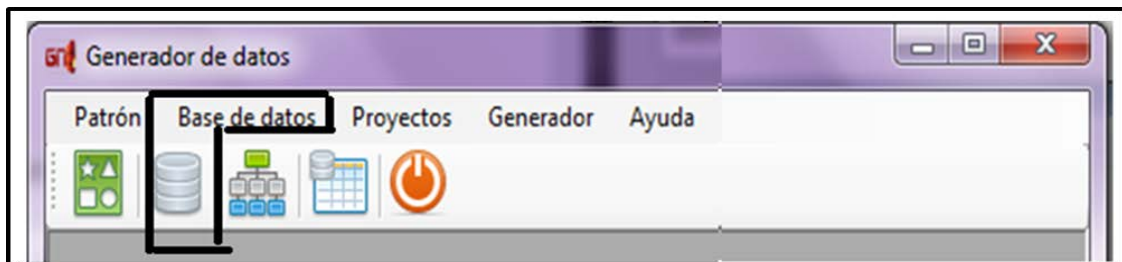 Generador de datos
Patrón Base de datos Proyectos Generador Ayuda